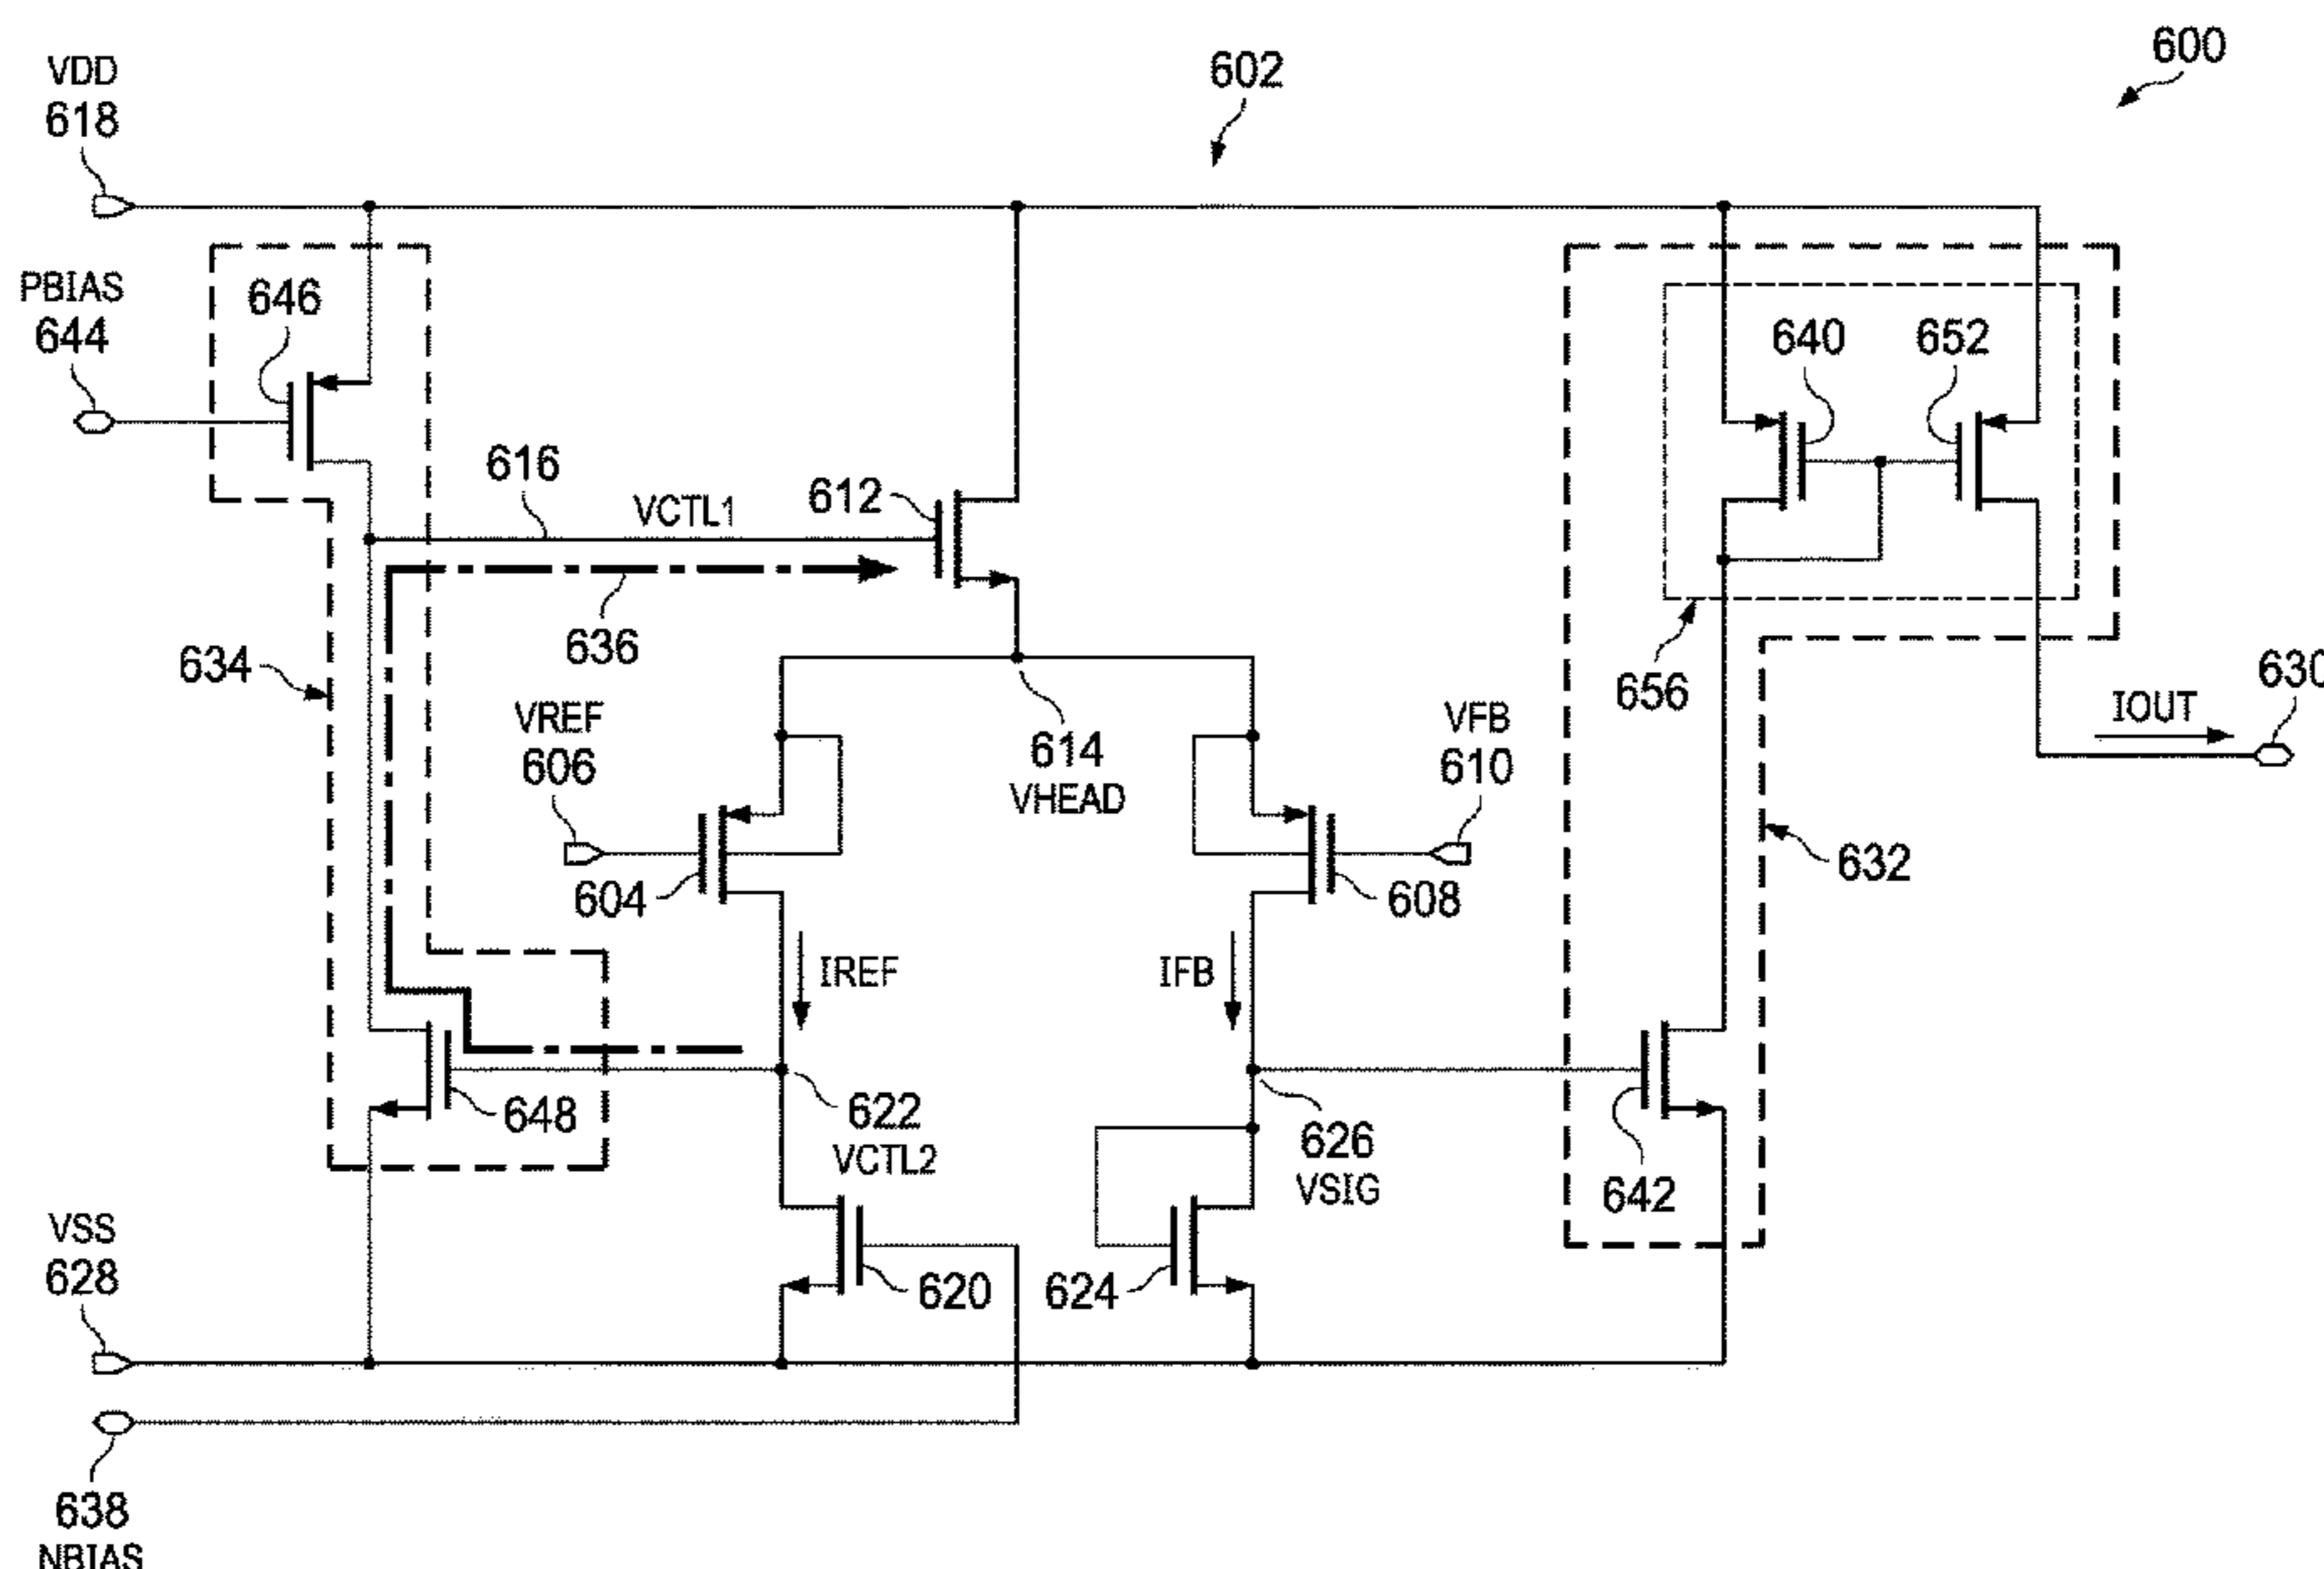 600
602
VDD
618
PBIAS
644
646
640
652
616
VCTL1
612
636
634
656
630
IOUT
VREF
606
614
VHEAD
VFB
610
604
608
632
IREF
IFB
648
622
VCTL2
626
VSIG
642
VSS
628
620
624
638
NBIAS